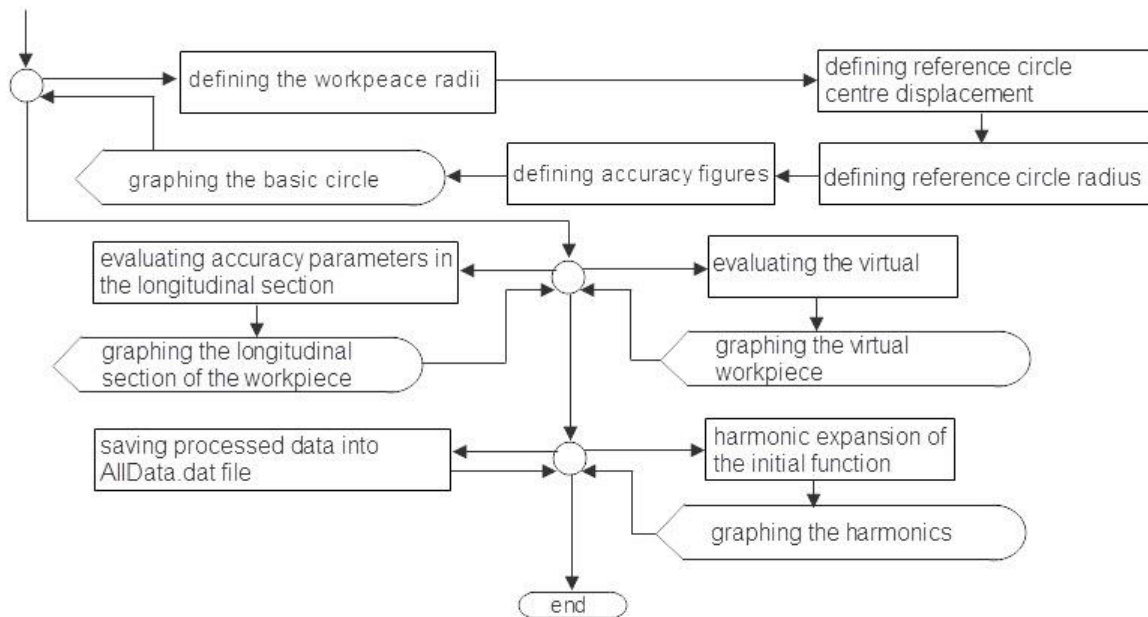 defining the workpeace radii
defining reference circle
centre displacement
graphing the basic circle
defining accuracy figures
defining reference circle radius
evaluating accuracy parameters in
the longitudinal section
evaluating the virtual
graphing the longitudinal
section of the workpiece
graphing the virtual
workpiece
saving processed data into
AllData.dat file
harmonic expansion of
the initial function
graphing the harmonics
end